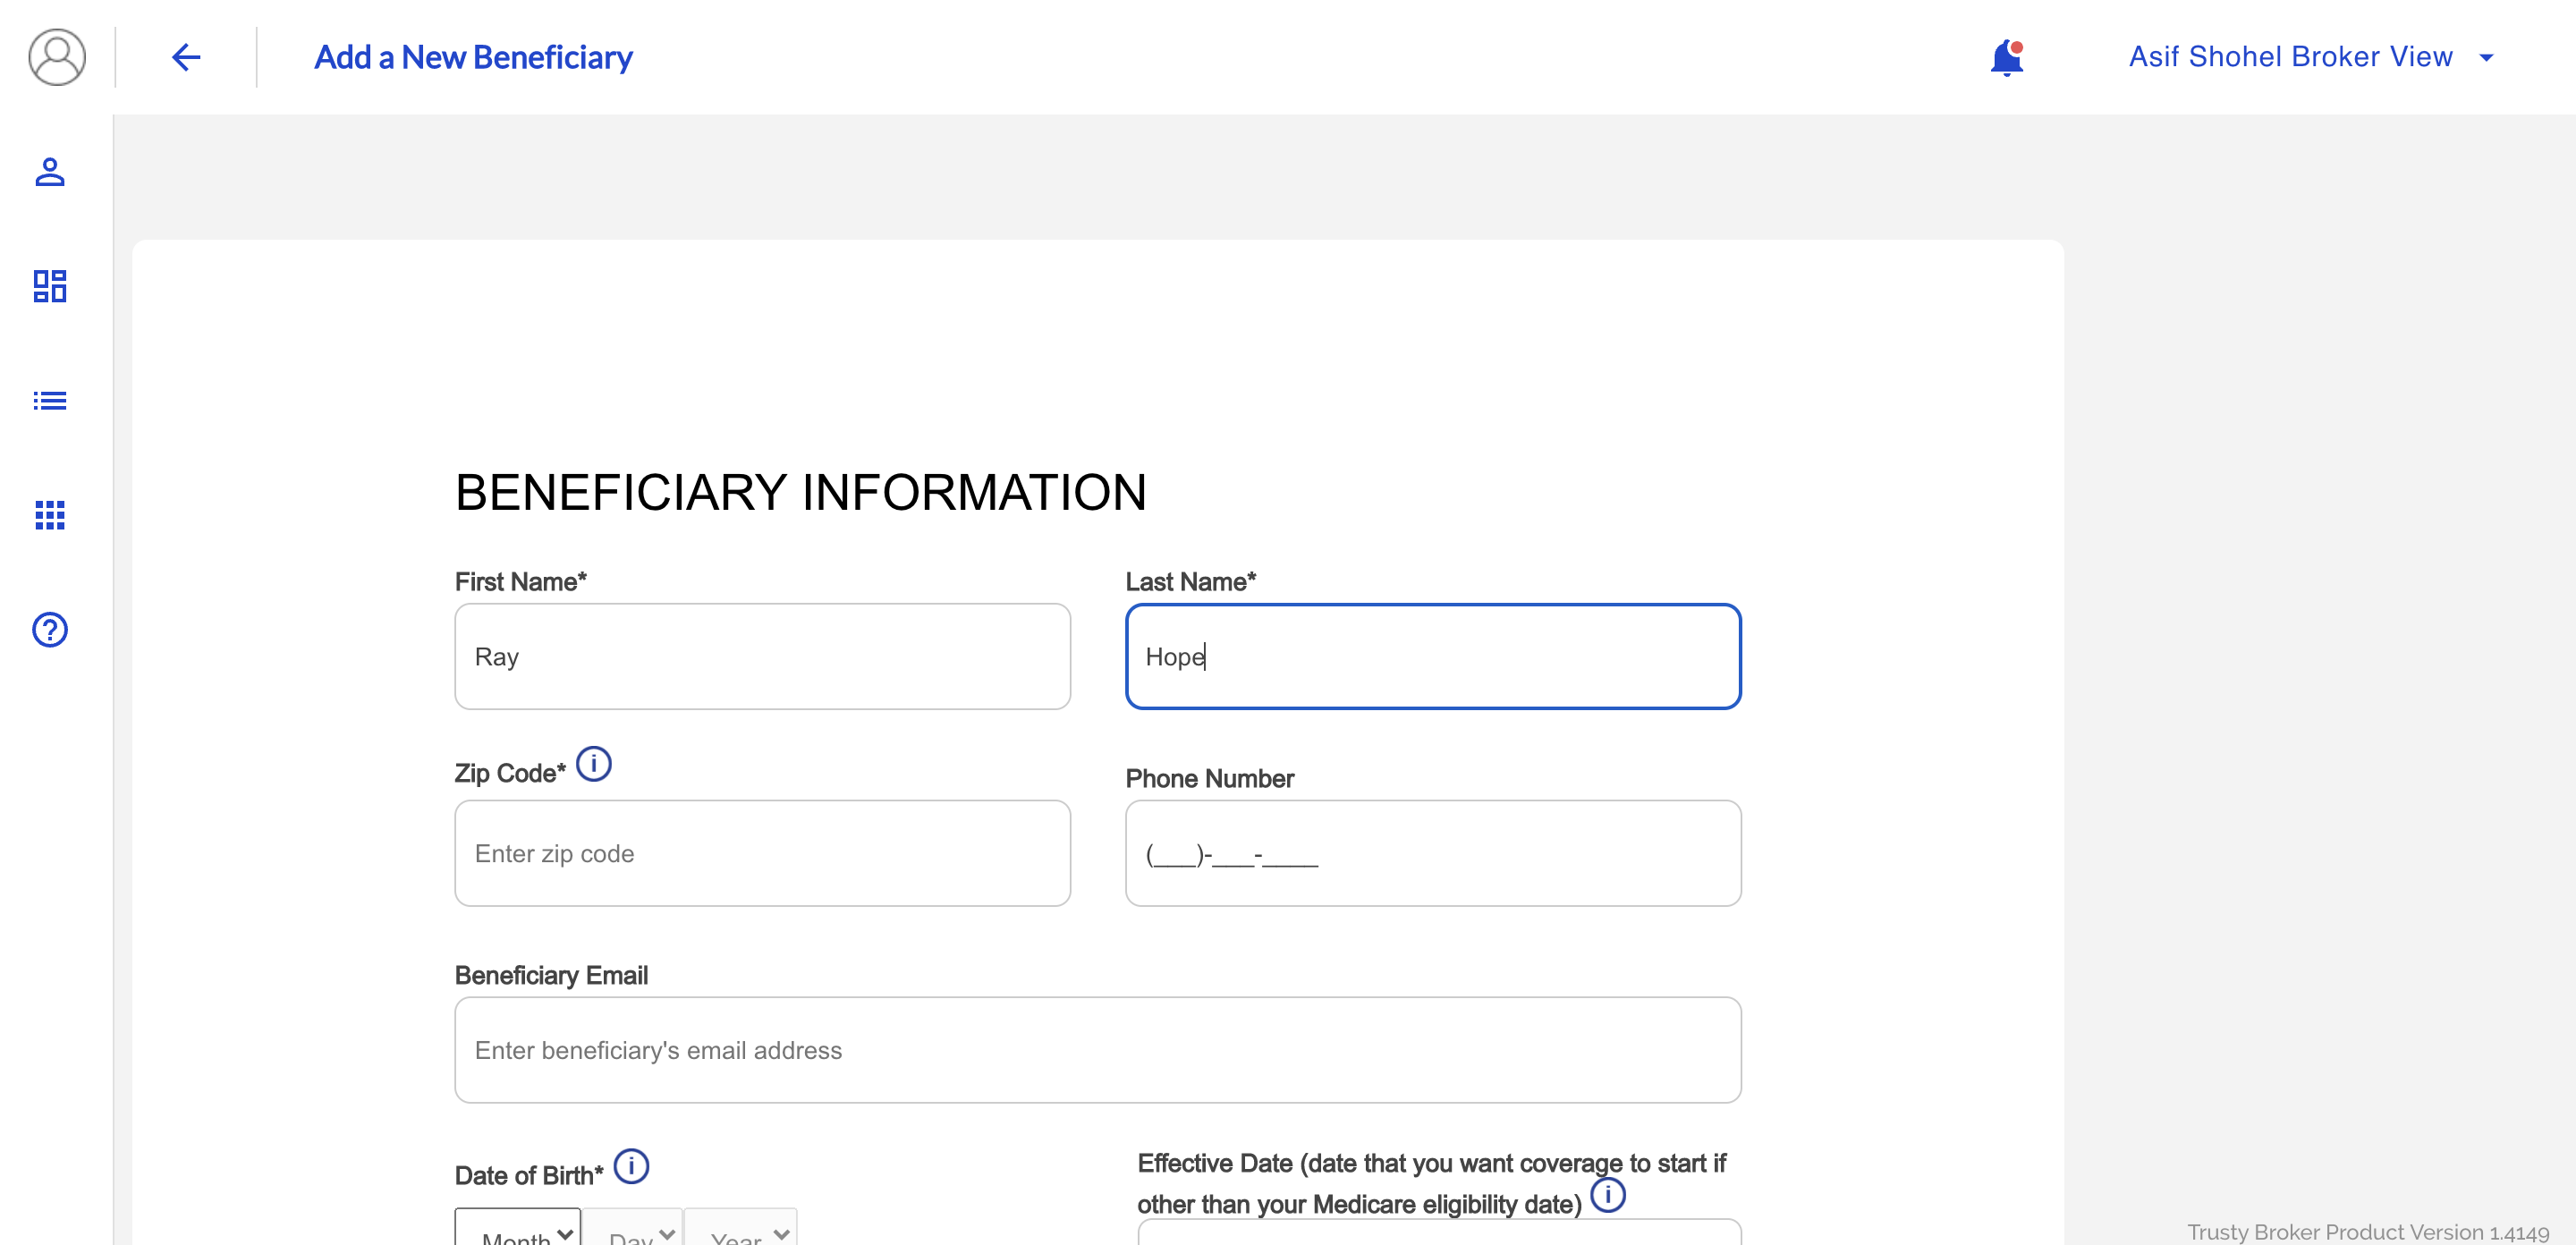 Add a New Beneficiary
Asif Shohel Broker View
BENEFICIARY INFORMATION
First Name*
Last Name*
Ray
Hope
Zip Code*
Phone Number
Enter zip code
(___)-___-____
Beneficiary Email
Enter beneficiary's email address
Date of Birth*
Effective Date (date that you want coverage to start if
other than your Medicare eligibility date)
Month
Day
Year
Trusty Broker Product Version 1.4149